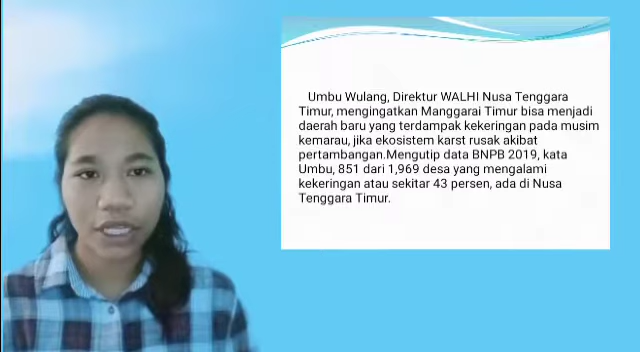 Umbu Wulang, Direktur WALHI Nusa Tenggara
Timur, mengingatkan Manggarai Timur bisa menjadi
daerah baru yang terdampak kekeringan pada musim
kemarau, jika ekosistem karst rusak akibat
pertambangan.Mengutip data BNPB 2019, kata
Umbu, 851 dari 1,969 desa yang mengalami
kekeringan atau sekitar 43 persen, ada di Nusa
Tenggara Timur.